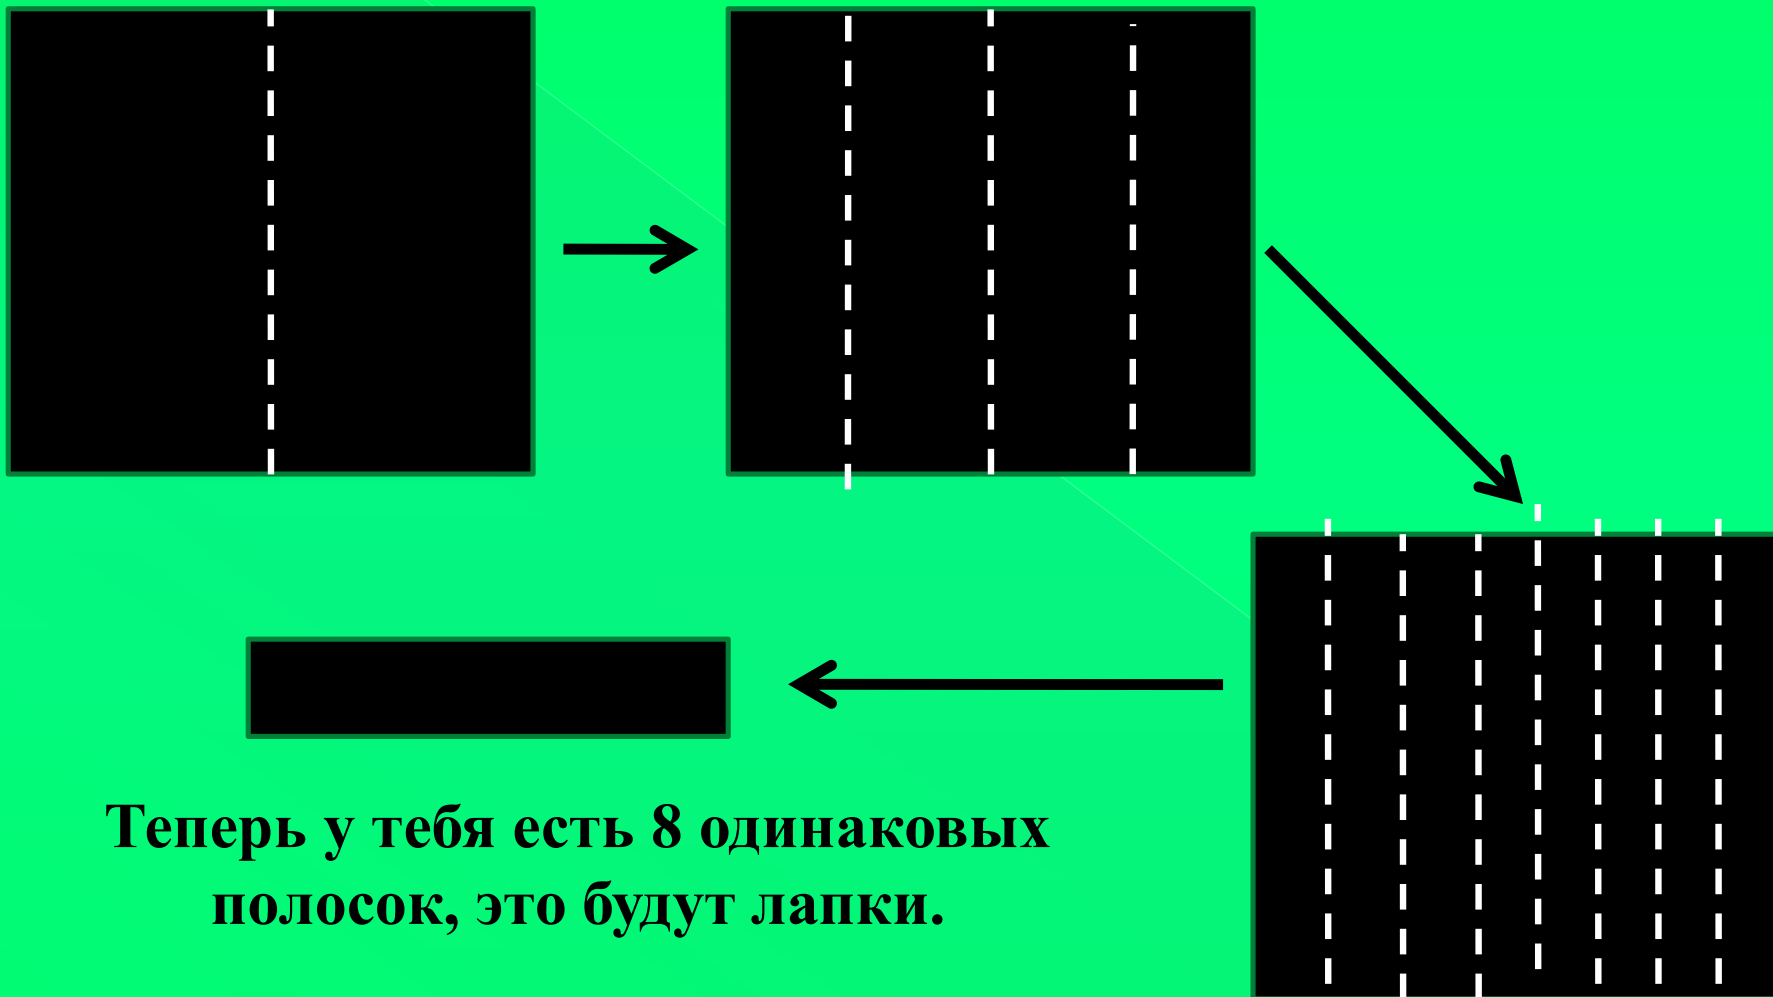 Теперь у тебя есть 8 одинаковых
полосок, это будут лапки.